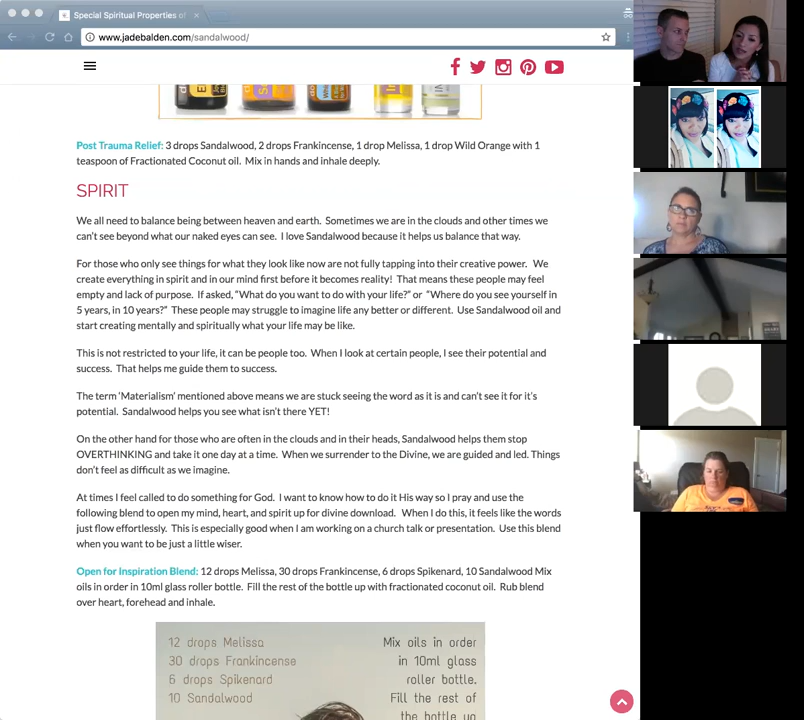 Special Spiritual Properties of
www.jadebalden.com/sandalwood/
Post Trauma Relief: 3 drops Sandalwood, 2 drops Frankincense, 1 drop Melissa, 1 drop Wild Orange with 1
teaspoon of Fractionated Coconut oil. Mix in hands and inhale deeply.
SPIRIT
We all need to balance being between heaven and earth. Sometimes we are in the clouds and other times we
can't see beyond what our naked eyes can see. I love Sandalwood because it helps us balance that way.
For those who only see things for what they look like now are not fully tapping into their creative power. We
create everything in spirit and in our mind first before it becomes reality! That means these people may feel
empty and lack of purpose. If asked, "What do you want to do with your life?" or "Where do you see yourself in
5 years, in 10 years?" These people may struggle to imagine life any better or different. Use Sandalwood oil and
start creating mentally and spiritually what your life may be like.
This is not restricted to your life, it can be people too. When I look at certain people, I see their potential and
success. That helps me guide them to success.
The term 'Materialism' mentioned above means we are stuck seeing the word as it is and can't see it for it's
potential. Sandalwood helps you see what isn't there YET!
On the other hand for those who are often in the clouds and in their heads, Sandalwood helps them stop
OVERTHINKING and take it one day at a time. When we surrender to the Divine, we are guided and led. Things
don't feel as difficult as we imagine.
At times I feel called to do something for God. I want to know how to do it His way so I pray and use the
following blend to open my mind, heart, and spirit up for divine download. When I do this, it feels like the words
just flow effortlessly. This is especially good when I am working on a church talk or presentation. Use this blend
when you want to be just a little wiser.
Open for inspiration Blend: 12 drops Melissa, 30 drops Frankincense, 6 drops Spikenard, 10 Sandalwood Mix
oils in order in 10ml glass roller bottle. Fill the rest of the bottle up with fractionated coconut oil. Rub blend
over heart, forehead and inhale.
12 drops Melissa
30 drops Frankincense
6 drops Spikenard
10 Sandalwood
Mix oils in order
in 10ml glass
roller bottle.
Fill the rest of
the bottle up